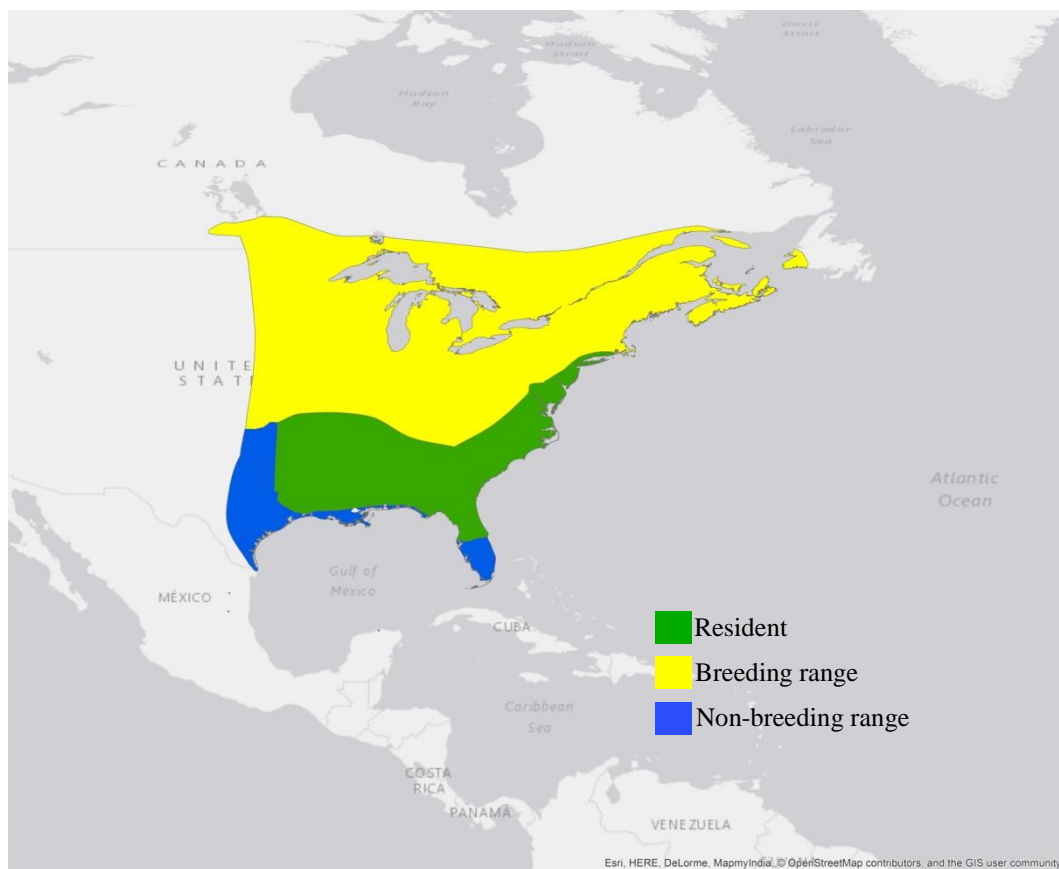 Davis
Strait
Hudson
Strait
Hudson
Bay
Labrador
Sea
CANADA
UNITE
STAT
Atlantic
Ocean
Gulf of
Mexico
MÉXICO
CUBA
Resident
Breeding range
Non-breeding range
Caribbean
Sea
COSTA
RICA
PANAMÁ
VENEZUELA
Esri, HERE, DeLorme, MapmyIndia, © OpenStreetMap contributors, and the GIS user community